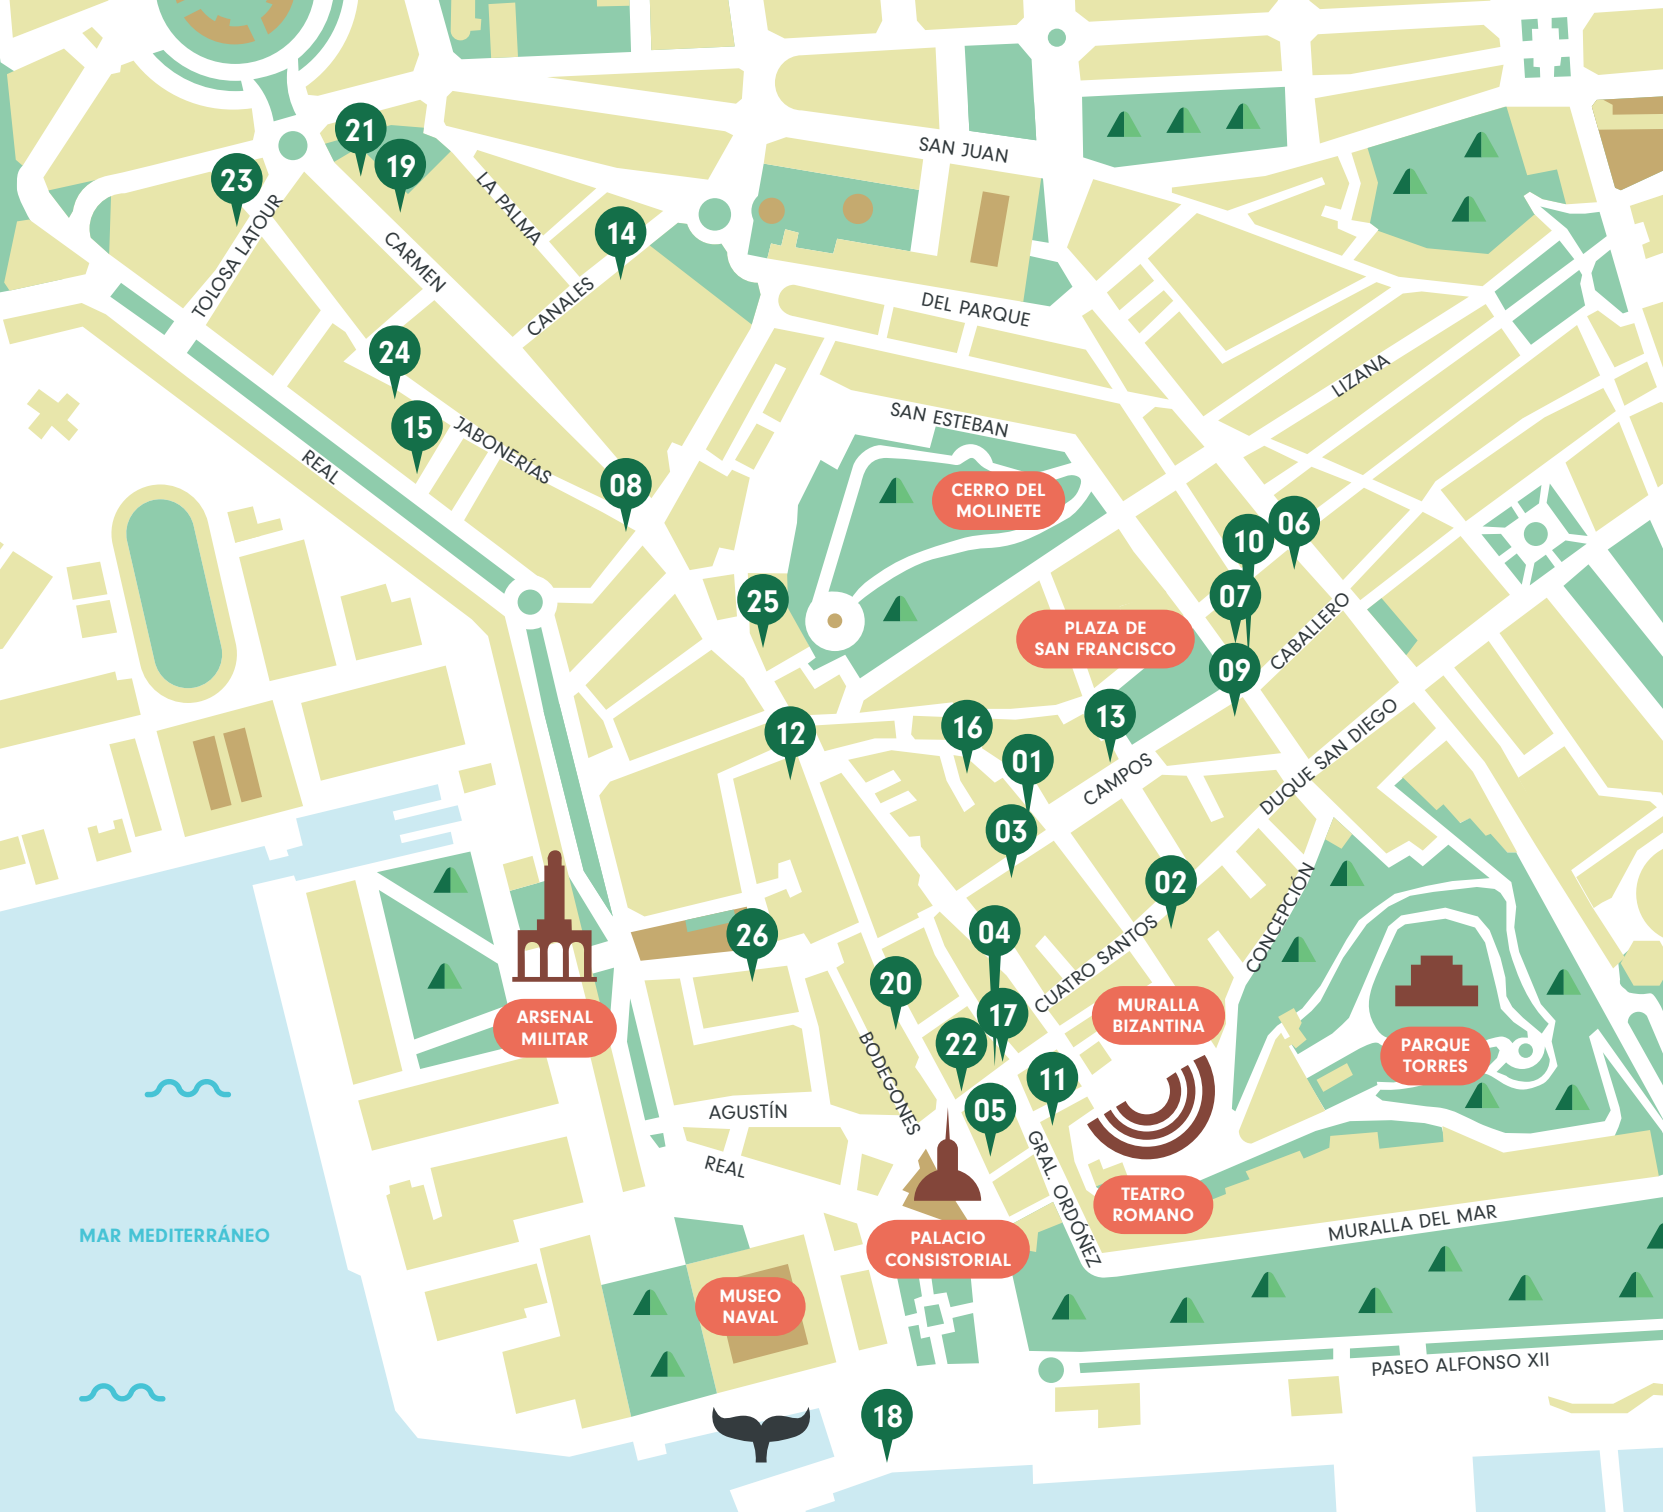 21
19
23
SAN JUAN
LA PALMA
14
TOLOSA LATOUR
CARMEN
CANALES
DEL PARQUE
24
LIZANA
15
JABONERÍAS
SAN ESTEBAN
REAL
08
CERRO DEL
MOLINETE
06
10
25
07
PLAZA DE
SAN FRANCISCO
CABALLERO
09
12
16
13
01
CAMPOS
DUQUE SAN DIEGO
03
02
CONCEPCIÓN
26
04
CUATRO SANTOS
20
17
ARSENAL
MILITAR
MURALLA
BIZANTINA
22
PARQUE
TORRES
BODEGONES
11
AGUSTÍN
05
REAL
GRAL. ORDÓÑEZ
TEATRO
ROMANO
MAR MEDITERRÁNEO
PALACIO
CONSISTORIAL
MURALLA DEL MAR
MUSEO
NAVAL
PASEO ALFONSO XII
18